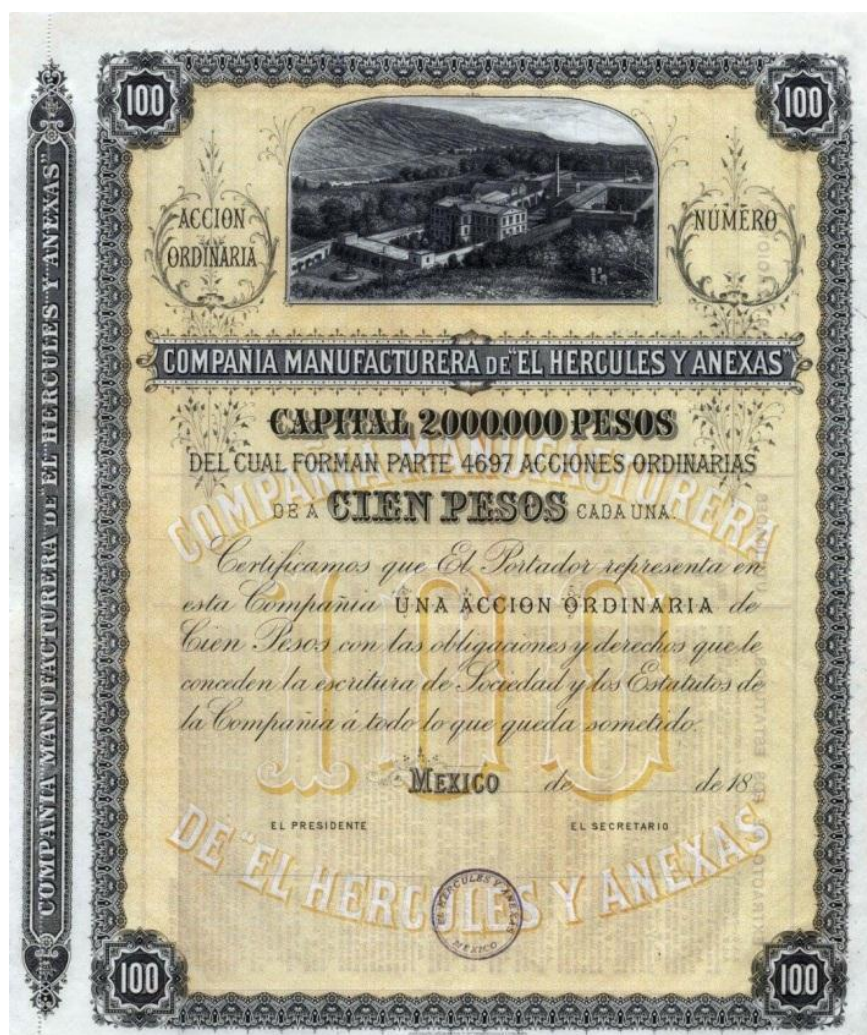 COMPAÑIA MANUFACTURERA DE "EL HERCULES Y ANEXAS"
100
100
ACCION
ORDINARIA
NÚMERO
COMPAÑIA MANUFACTURERA DE "EL HERCULES Y ANEXAS"
CAPITAL 2000,000 PESOS
DEL CUAL FORMAN PARTE 4697 ACCIONES ORDINARIAS
DE A CIEN PESOS CADA UNA.
Certificamos que El Portador representa en
esta Compañia UNA ACCION ORDINARIA de
Cien Pesos con las obligaciones y derechos que le
conceden la escritura de Sociedad y los Estatutos de
la Compañia á todo lo que queda sometido.
MEXICO de de 18
EL PRESIDENTE
EL SECRETARIO
COMPAÑIA MANUFACTURERA
100
DE "EL HERCULES Y ANEXAS"
EL HERCULES Y ANEXAS
MEXICO
100
100